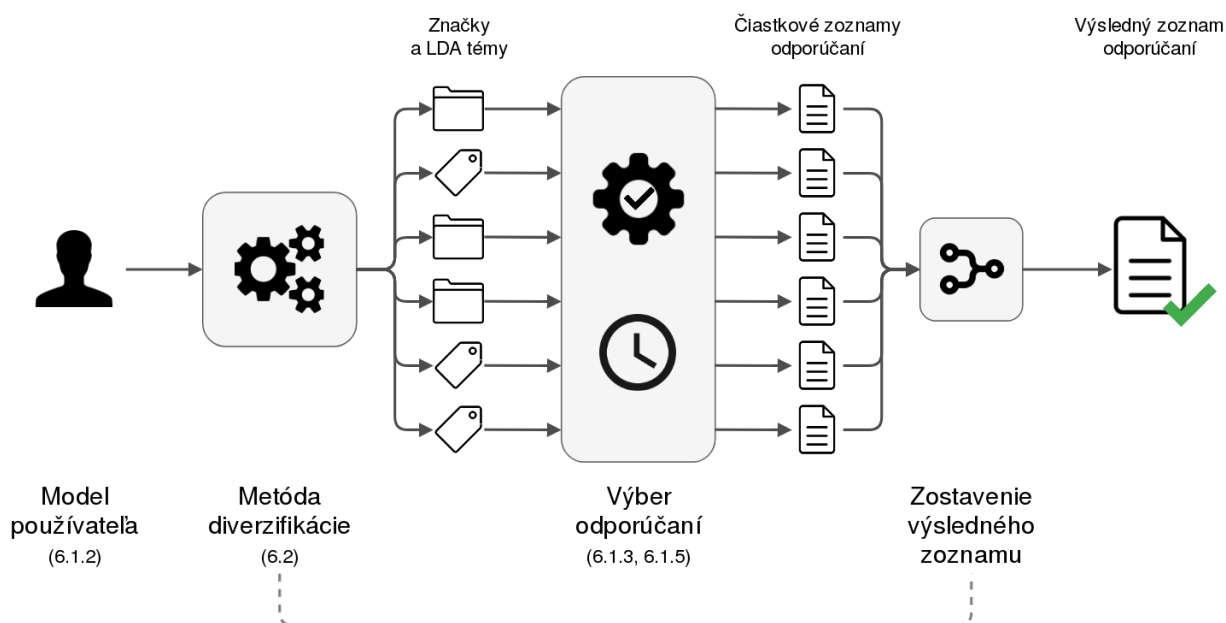 Značky
a LDA témy
Čiastkové zoznamy
odporúčaní
Výsledný zoznam
odporúčaní
Model
používateľa
(6.1.2)
Metóda
diverzifikácie
(6.2)
Výber
odporúčaní
(6.1.3, 6.1.5)
Zostavenie
výsledného
zoznamu